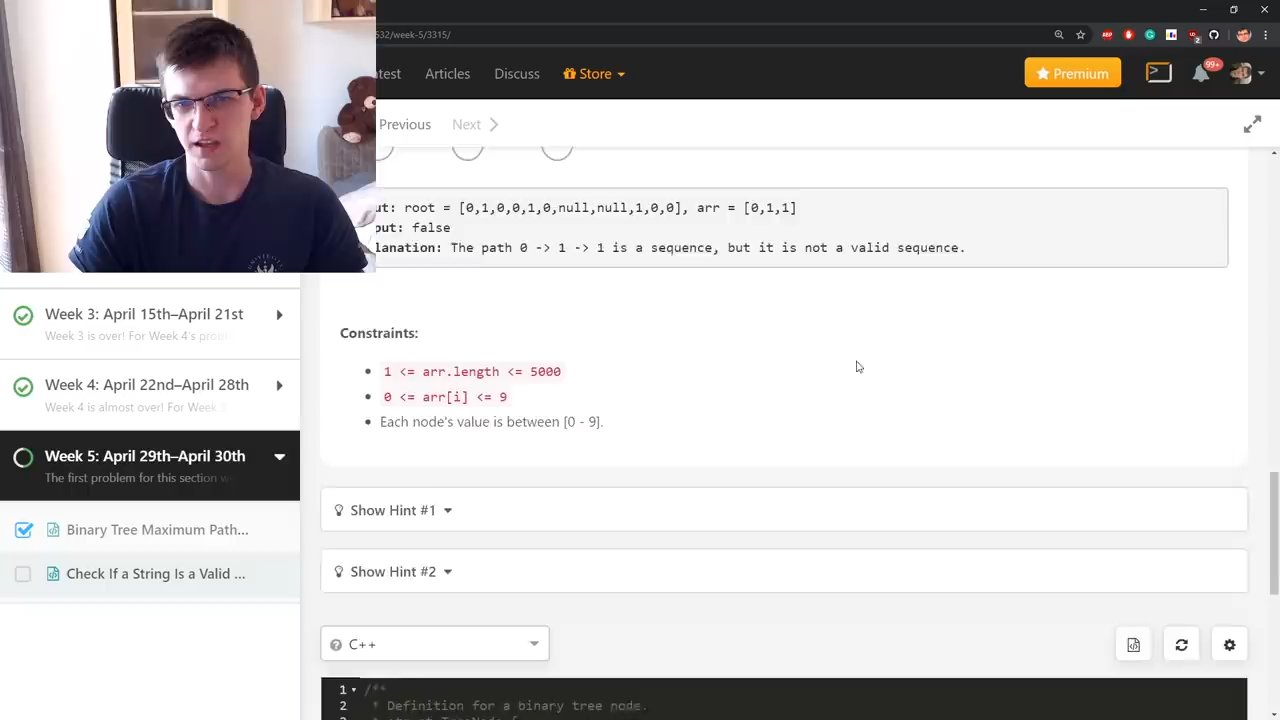 532/week-5/3315/
test Articles Discuss Store Premium 99+
Previous Next
ut: root = [0,1,0,0,1,0,null,null,1,0,0], arr = [0,1,1]
put: false
lanation: The path 0 -> 1 -> 1 is a sequence, but it is not a valid sequence.
Constraints:
1 <= arr.length <= 5000
0 <= arr[i] <= 9
Each node's value is between [0 - 9].
Week 3: April 15th–April 21st
Week 3 is over! For Week 4's prob
Week 4: April 22nd–April 28th
Week 4 is almost over! For Week 5
Week 5: April 29th–April 30th
The first problem for this section w
Binary Tree Maximum Path...
Check If a String Is a Valid ...
Show Hint #1
Show Hint #2
C++
1 /**
2 * Definition for a binary tree node.
* struct TreeNode {